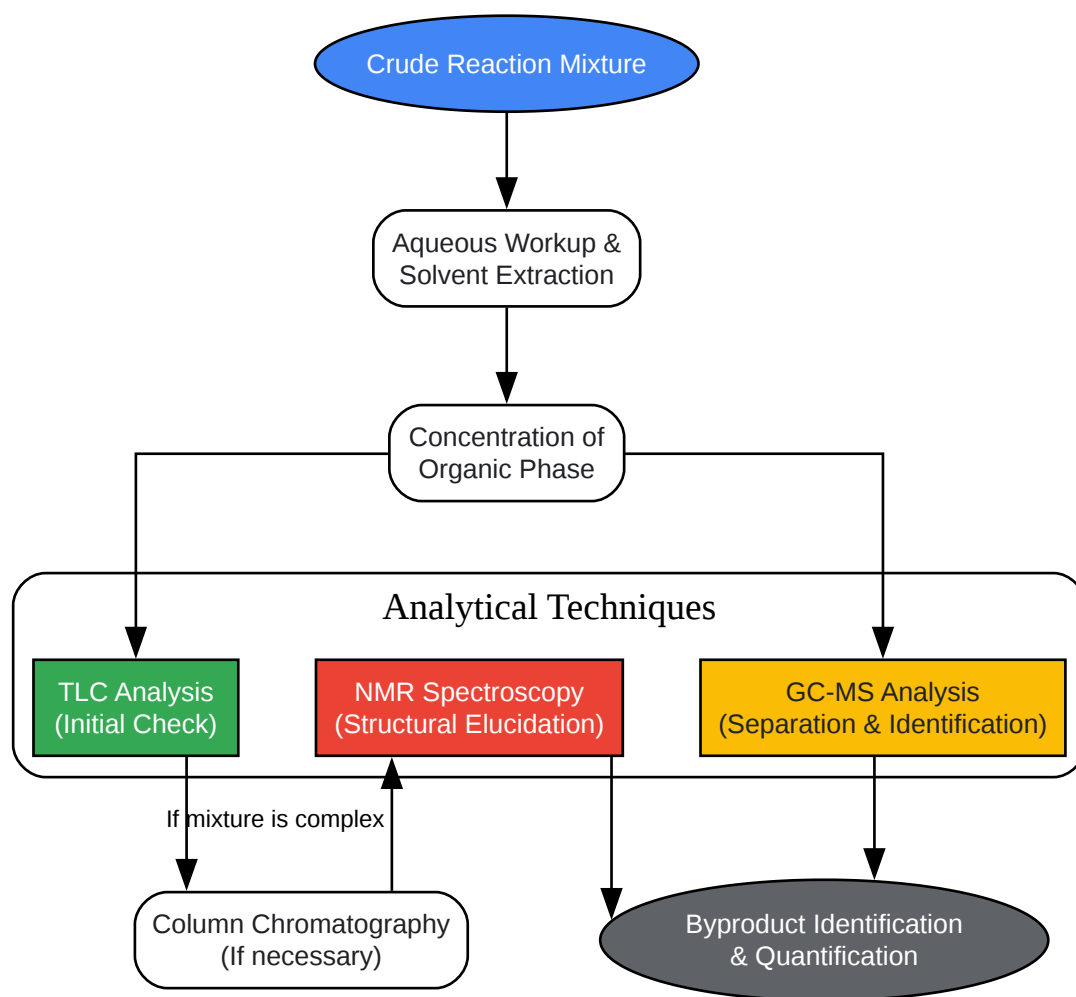 Crude Reaction Mixture
Aqueous Workup &
Solvent Extraction
Concentration of
Organic Phase
Analytical Techniques
TLC Analysis
(Initial Check)
NMR Spectroscopy
(Structural Elucidation)
GC-MS Analysis
(Separation & Identification)
If mixture is complex
Column Chromatography
(If necessary)
Byproduct Identification
& Quantification